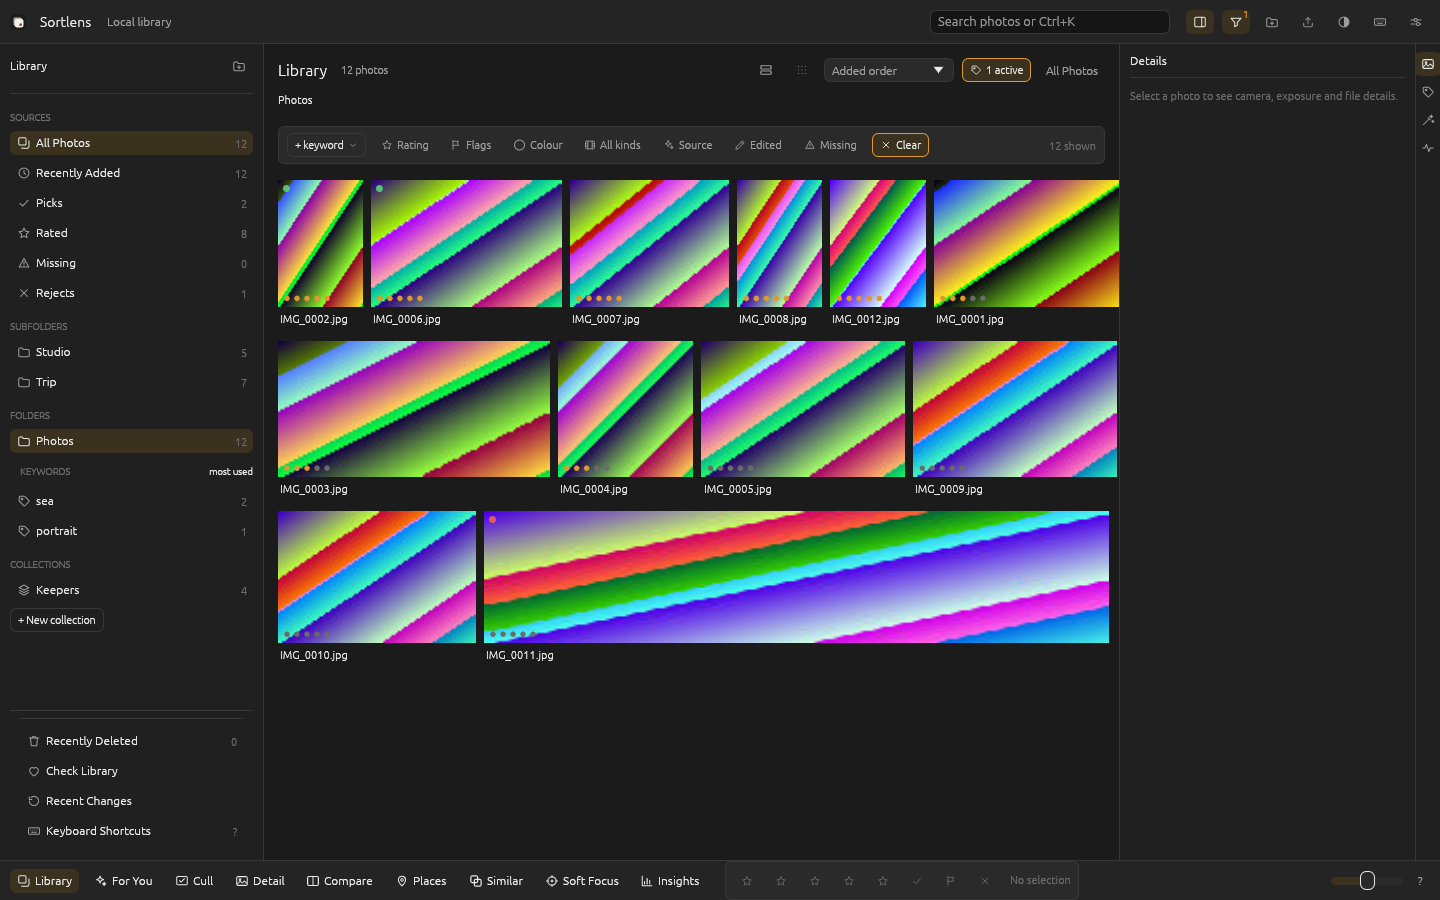 Sortlens Local library Search photos or Ctrl+K 1
Library
SOURCES
All Photos 12
Recently Added 12
Picks 2
Rated 8
Missing 0
Rejects 1
SUBFOLDERS
Studio 5
Trip 7
FOLDERS
Photos 12
KEYWORDS most used
sea 2
portrait 1
COLLECTIONS
Keepers 4
+ New collection
Recently Deleted 0
Check Library
Recent Changes
Keyboard Shortcuts ?
Library 12 photos Added order 1 active All Photos
Photos
+ keyword Rating Flags Colour All kinds Source Edited Missing Clear 12 shown
IMG_0002.jpg IMG_0006.jpg IMG_0007.jpg IMG_0008.jpg IMG_0012.jpg IMG_0001.jpg
IMG_0003.jpg IMG_0004.jpg IMG_0005.jpg IMG_0009.jpg
IMG_0010.jpg IMG_0011.jpg
Details
Select a photo to see camera, exposure and file details.
Library For You Cull Detail Compare Places Similar Soft Focus Insights No selection ?